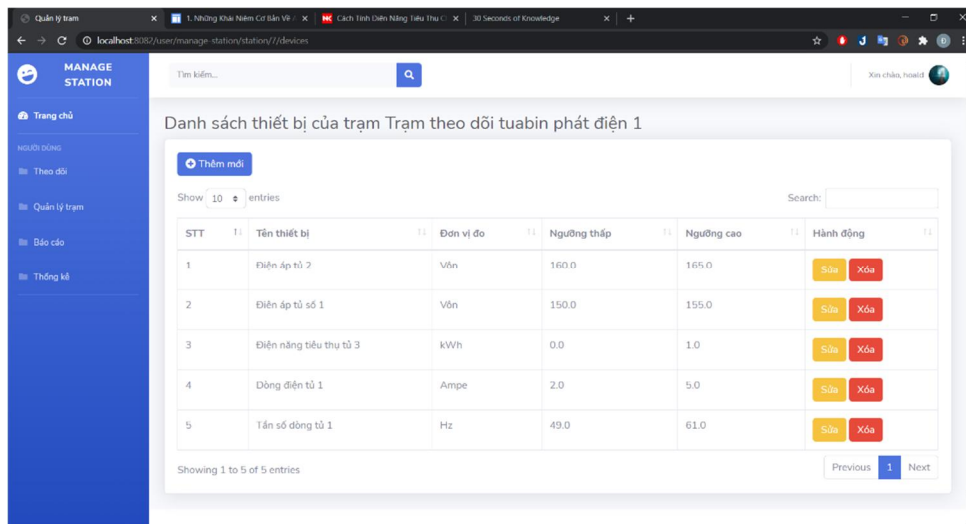 Quản lý trạm
1. Những Khái Niệm Cơ Bản Về
Cách Tính Điện Năng Tiêu Thụ
30 Seconds of Knowledge
localhost:8082/user/manage-station/station/7/devices
MANAGE
STATION
Tìm kiếm...
Xin chào, hoald
Trang chủ
NGƯỜI DÙNG
Theo dõi
Quản lý trạm
Báo cáo
Thống kê
Danh sách thiết bị của trạm Trạm theo dõi tuabin phát điện 1
Thêm mới
Show 10 entries
Search:
STT Tên thiết bị Đơn vị đo Ngưỡng thấp Ngưỡng cao Hành động
1 Điện áp tủ 2 Vôn 160.0 165.0 Sửa Xóa
2 Điện áp tủ số 1 Vôn 150.0 155.0 Sửa Xóa
3 Điện năng tiêu thụ tủ 3 kWh 0.0 1.0 Sửa Xóa
4 Dòng điện tủ 1 Ampe 2.0 5.0 Sửa Xóa
5 Tần số dòng tủ 1 Hz 49.0 61.0 Sửa Xóa
Showing 1 to 5 of 5 entries
Previous 1 Next